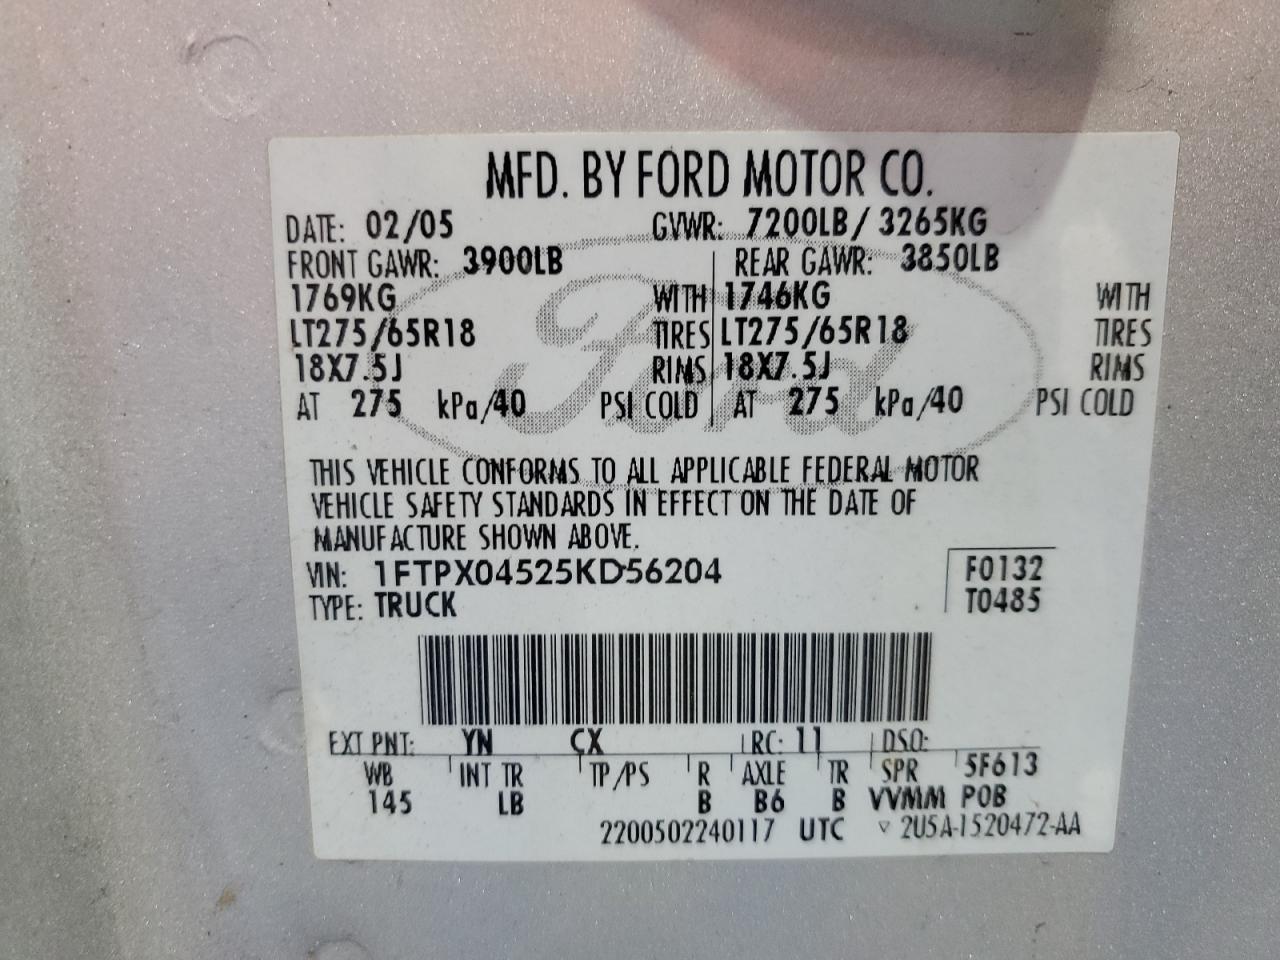 MFD. BY FORD MOTOR CO.
DATE: 02/05 GVWR: 7200LB/ 3265KG
FRONT GAWR: 3900LB REAR GAWR: 3850LB
1769KG WITH 1746KG WITH
LT275/65R18 TIRES LT275/65R18 TIRES
18X7.5J RIMS 18X7.5J RIMS
AT 275 kPa/40 PSI COLD AT 275 kPa/40 PSI COLD
Ford
THIS VEHICLE CONFORMS TO ALL APPLICABLE FEDERAL MOTOR
VEHICLE SAFETY STANDARDS IN EFFECT ON THE DATE OF
MANUFACTURE SHOWN ABOVE.
VIN: 1FTPX04525KD56204 F0132
TYPE: TRUCK T0485
EXT PNT: YN CX RC: 11 DSO:
WB INT TR TP/PS R AXLE TR SPR 5F613
145 LB B B6 B VVMM POB
2200502240117 UTC ▽ 2U5A-1520472-AA